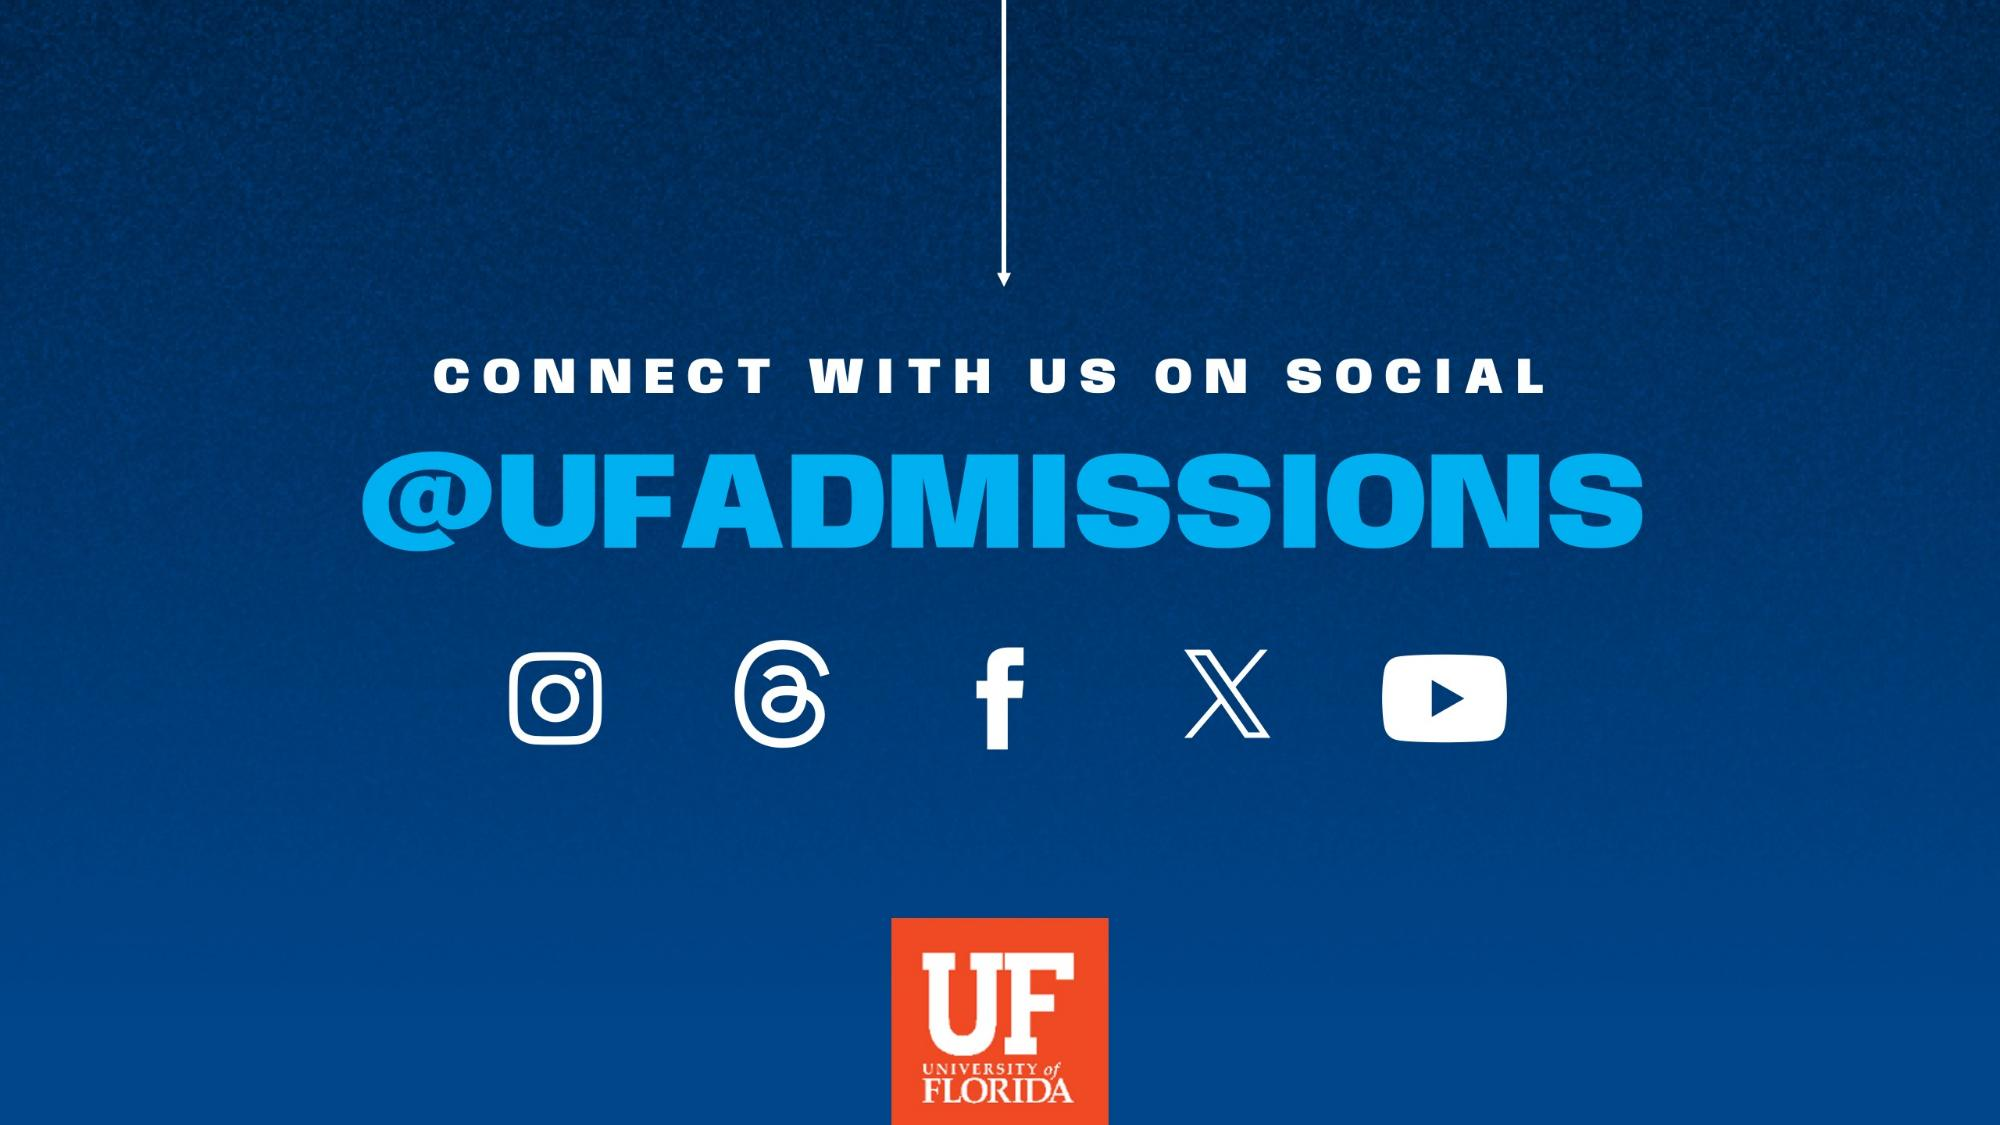 CONNECT WITH US ON SOCIAL
@UFADMISSIONS
UF
UNIVERSITY of
FLORIDA